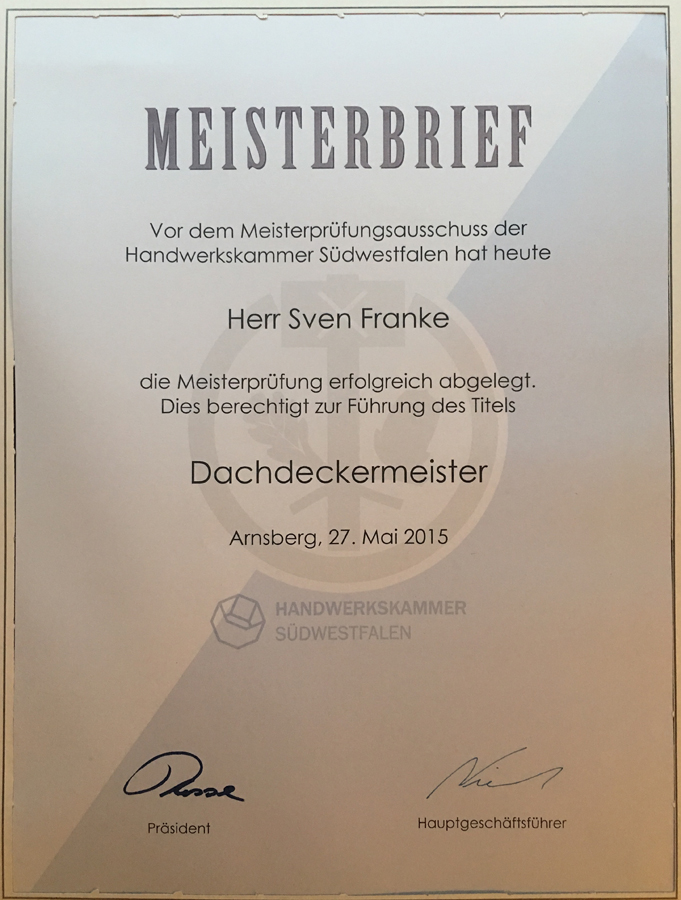 MEISTERBRIEF
Vor dem Meisterprüfungsausschuss der
Handwerkskammer Südwestfalen hat heute
Herr Sven Franke
die Meisterprüfung erfolgreich abgelegt.
Dies berechtigt zur Führung des Titels
Dachdeckermeister
Arnsberg, 27. Mai 2015
HANDWERKSKAMMER
SÜDWESTFALEN
Präsident
Hauptgeschäftsführer